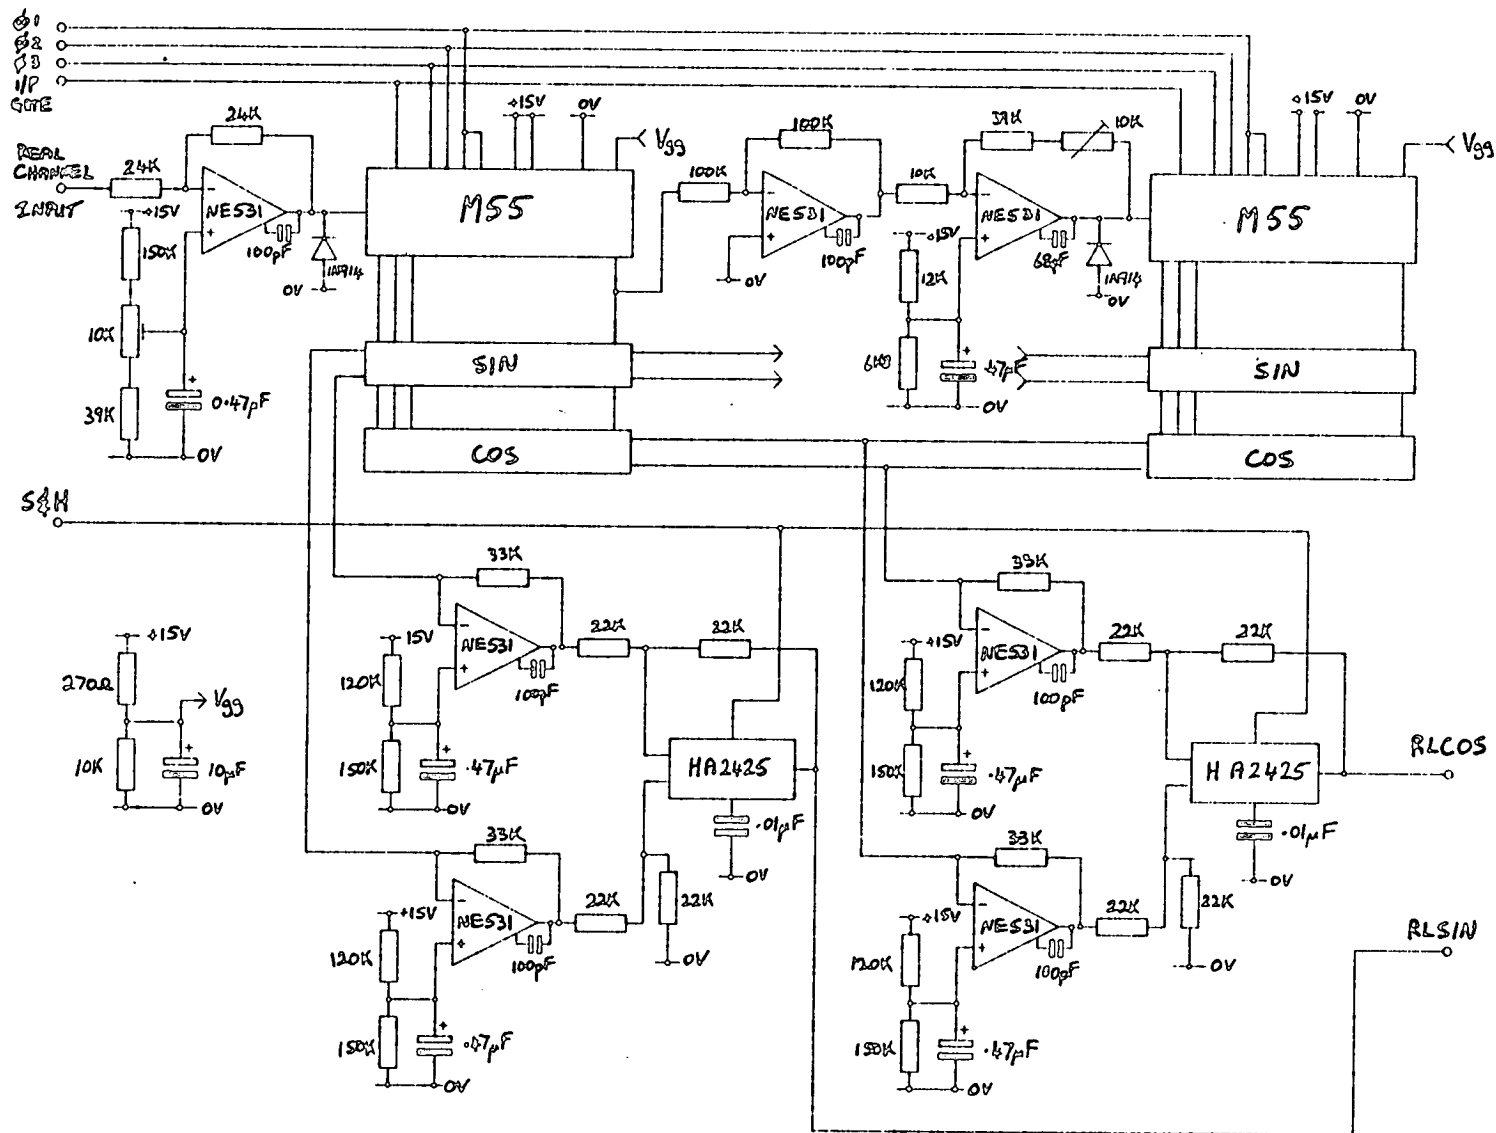 Ø1
Ø2
Ø3
I/P
GATE
REAL
CHANNEL
INPUT
24K
24K
NE531
100pF
1N914
0V
+15V
150K
10K
39K
0.47µF
0V
+15V
0V
Vgg
M55
SIN
COS
100K
100K
NE531
100pF
0V
10K
39K
10K
NE531
68pF
1N914
0V
+15V
12K
6K8
.47µF
0V
+15V
0V
Vgg
M55
SIN
COS
S&H
+15V
270Ω
Vgg
10K
10µF
0V
33K
NE531
100pF
15V
120K
150K
.47µF
0V
22K
22K
HA2425
.01µF
0V
33K
NE531
100pF
+15V
120K
150K
.47µF
0V
22K
22K
0V
33K
NE531
100pF
+15V
120K
150K
.47µF
0V
22K
22K
HA2425
.01µF
0V
33K
NE531
100pF
+15V
120K
150K
.47µF
0V
22K
22K
0V
RLCOS
RLSIN